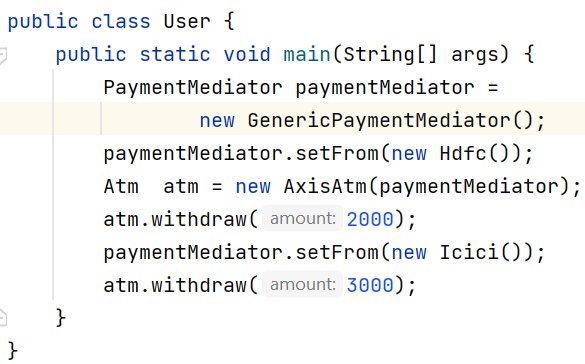 public class User {
    public static void main(String[] args) {
        PaymentMediator paymentMediator =
                new GenericPaymentMediator();
        paymentMediator.setFrom(new Hdfc());
        Atm  atm = new AxisAtm(paymentMediator);
        atm.withdraw( amount: 2000);
        paymentMediator.setFrom(new Icici());
        atm.withdraw( amount: 3000);
    }
}